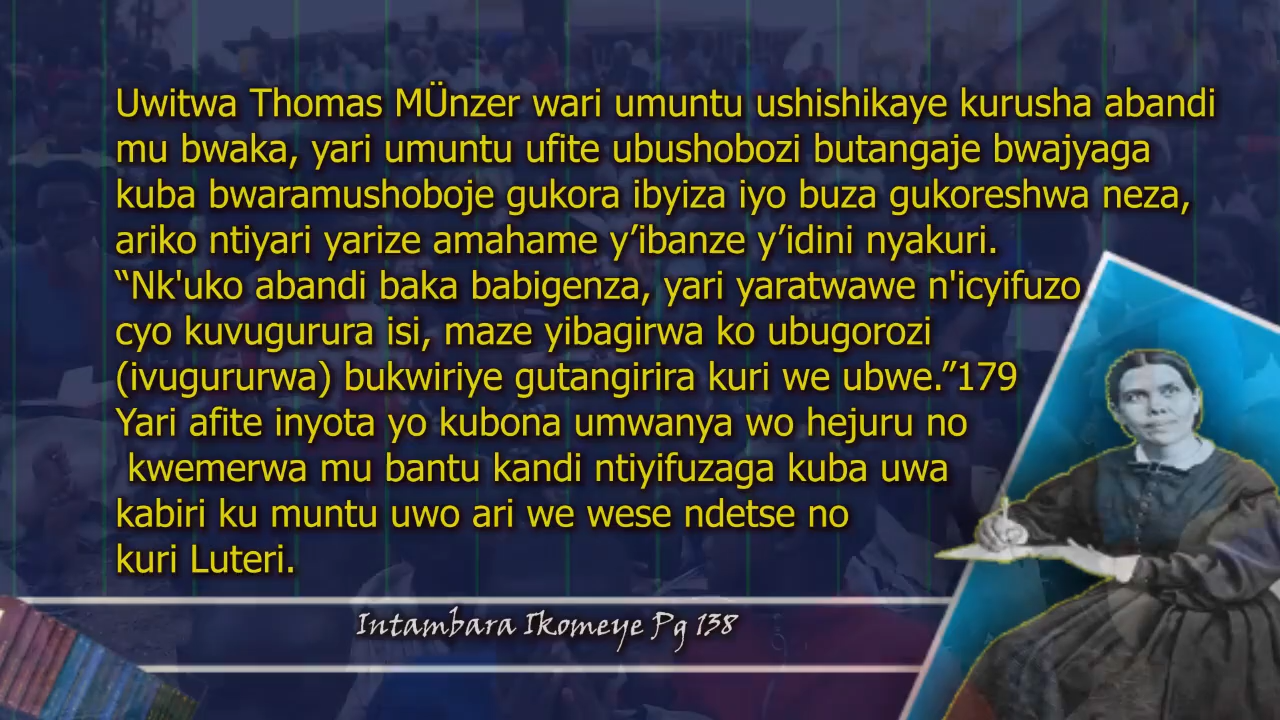 Uwitwa Thomas MÜnzer wari umuntu ushishikaye kurusha abandi
mu bwaka, yari umuntu ufite ubushobozi butangaje bwajyaga
kuba bwaramushoboje gukora ibyiza iyo buza gukoreshwa neza,
ariko ntiyari yarize amahame y’ibanze y’idini nyakuri.
“Nk'uko abandi baka babigenza, yari yaratwawe n'icyifuzo
cyo kuvugurura isi, maze yibagirwa ko ubugorozi
(ivugururwa) bukwiriye gutangirira kuri we ubwe.”179
Yari afite inyota yo kubona umwanya wo hejuru no
kwemerwa mu bantu kandi ntiyifuzaga kuba uwa
kabiri ku muntu uwo ari we wese ndetse no
kuri Luteri.
Intambara Ikomeye Pg 138